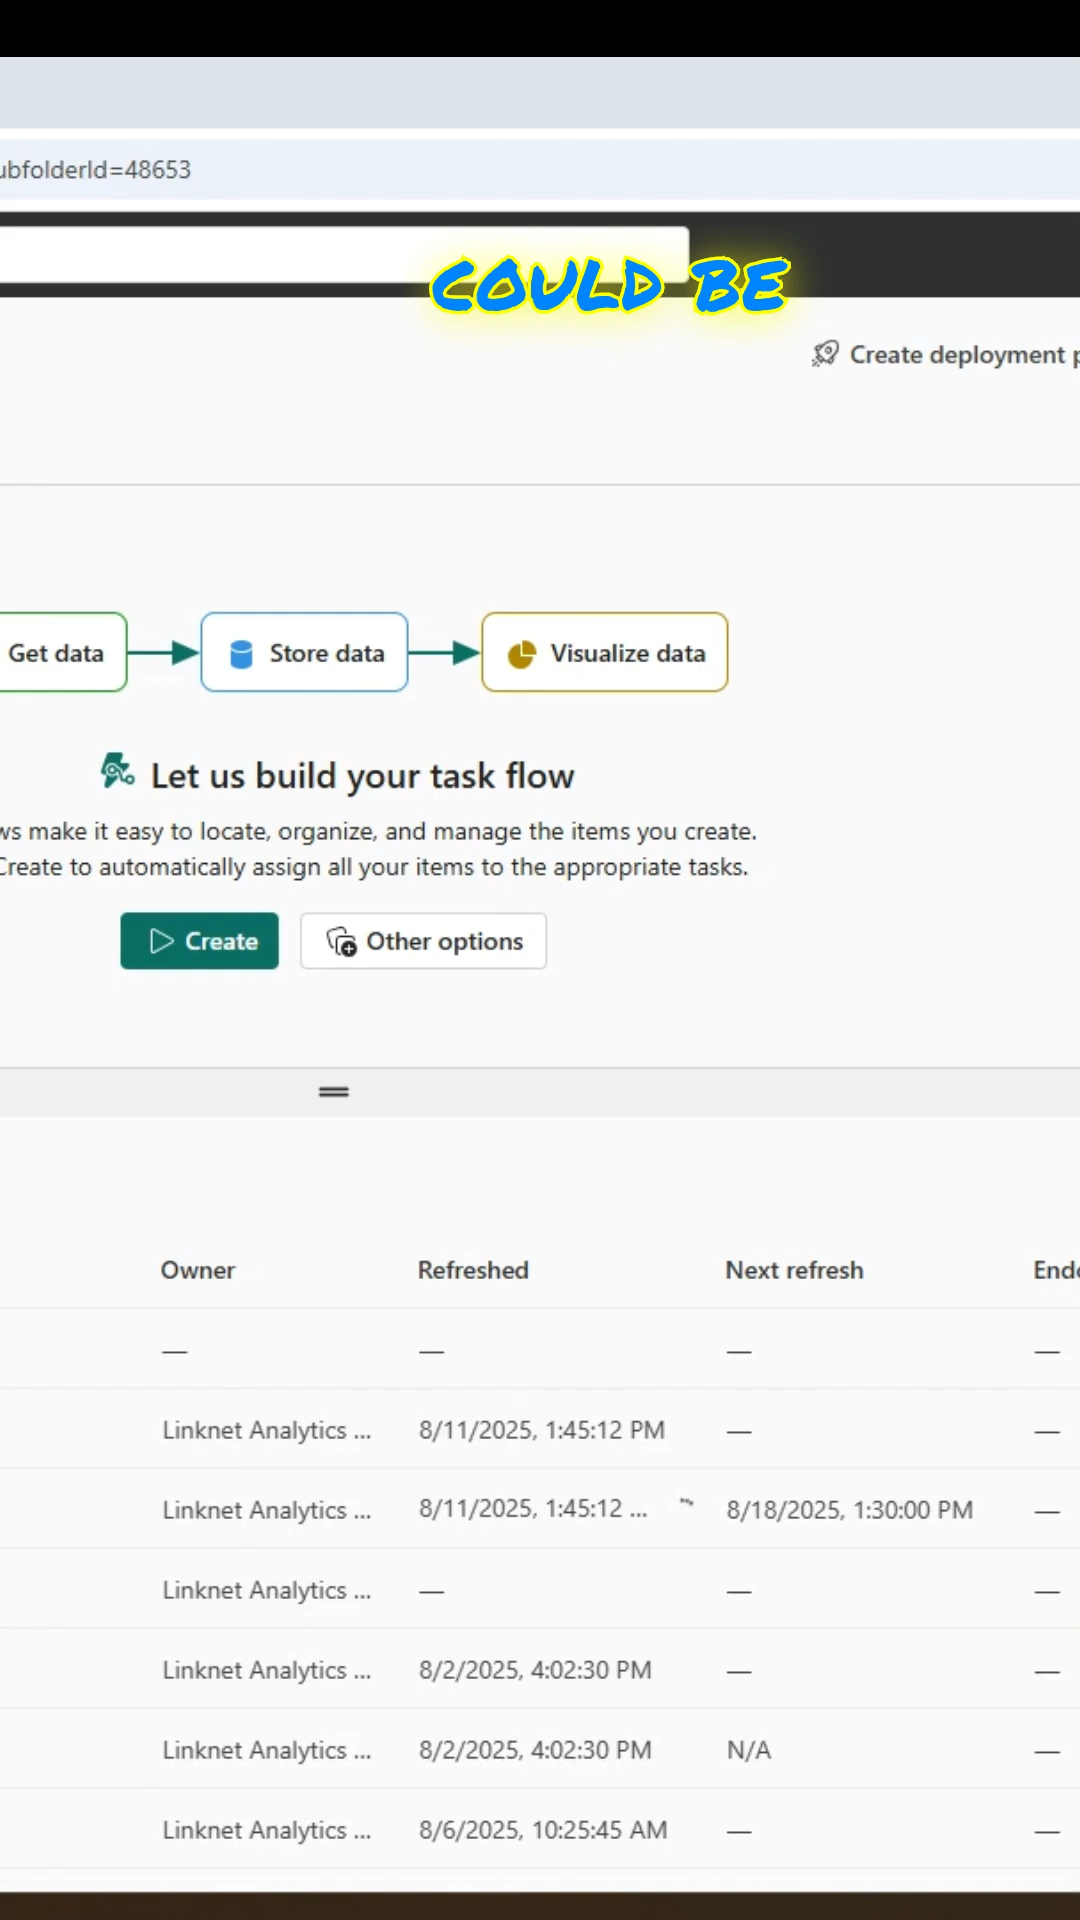 ubfolderId=48653
COULD BE
Create deployment p
Get data
Store data
Visualize data
Let us build your task flow
ws make it easy to locate, organize, and manage the items you create.
Create to automatically assign all your items to the appropriate tasks.
Create
Other options
Owner Refreshed Next refresh Endo
— — — —
Linknet Analytics ... 8/11/2025, 1:45:12 PM — —
Linknet Analytics ... 8/11/2025, 1:45:12 ... 8/18/2025, 1:30:00 PM —
Linknet Analytics ... — — —
Linknet Analytics ... 8/2/2025, 4:02:30 PM — —
Linknet Analytics ... 8/2/2025, 4:02:30 PM N/A —
Linknet Analytics ... 8/6/2025, 10:25:45 AM — —